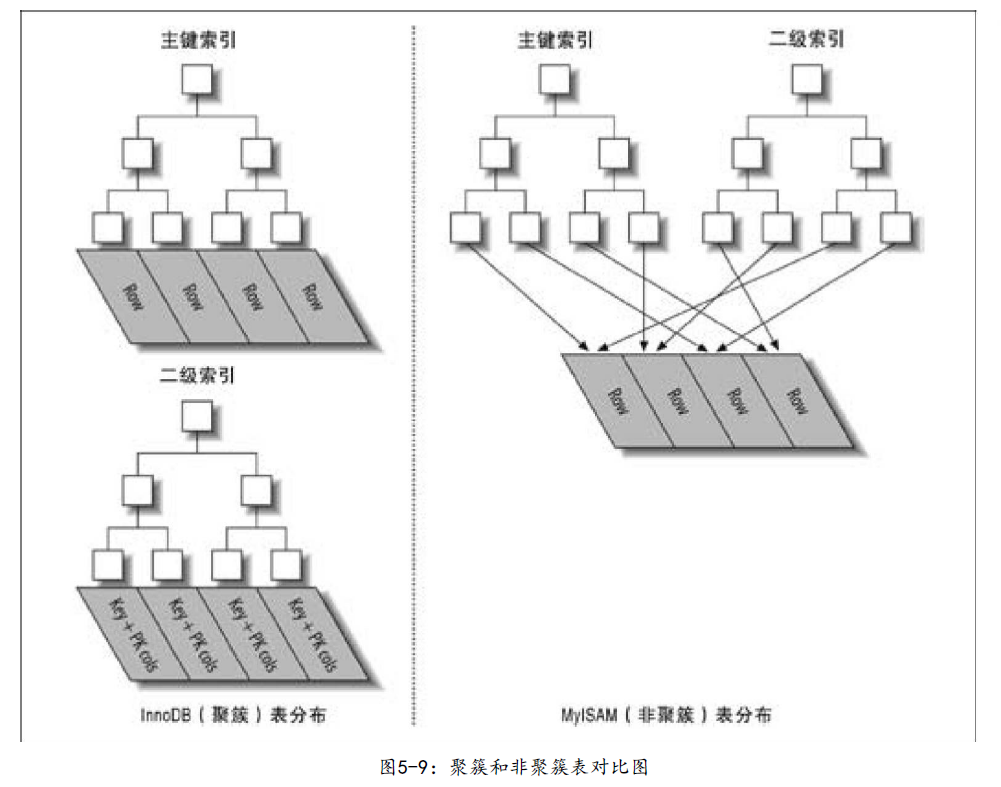 主键索引
Row
Row
Row
Row
二级索引
Key + PK cols
Key + PK cols
Key + PK cols
Key + PK cols
InnoDB（聚簇）表分布
主键索引
二级索引
Row
Row
Row
Row
MyISAM（非聚簇）表分布
图5-9：聚簇和非聚簇表对比图